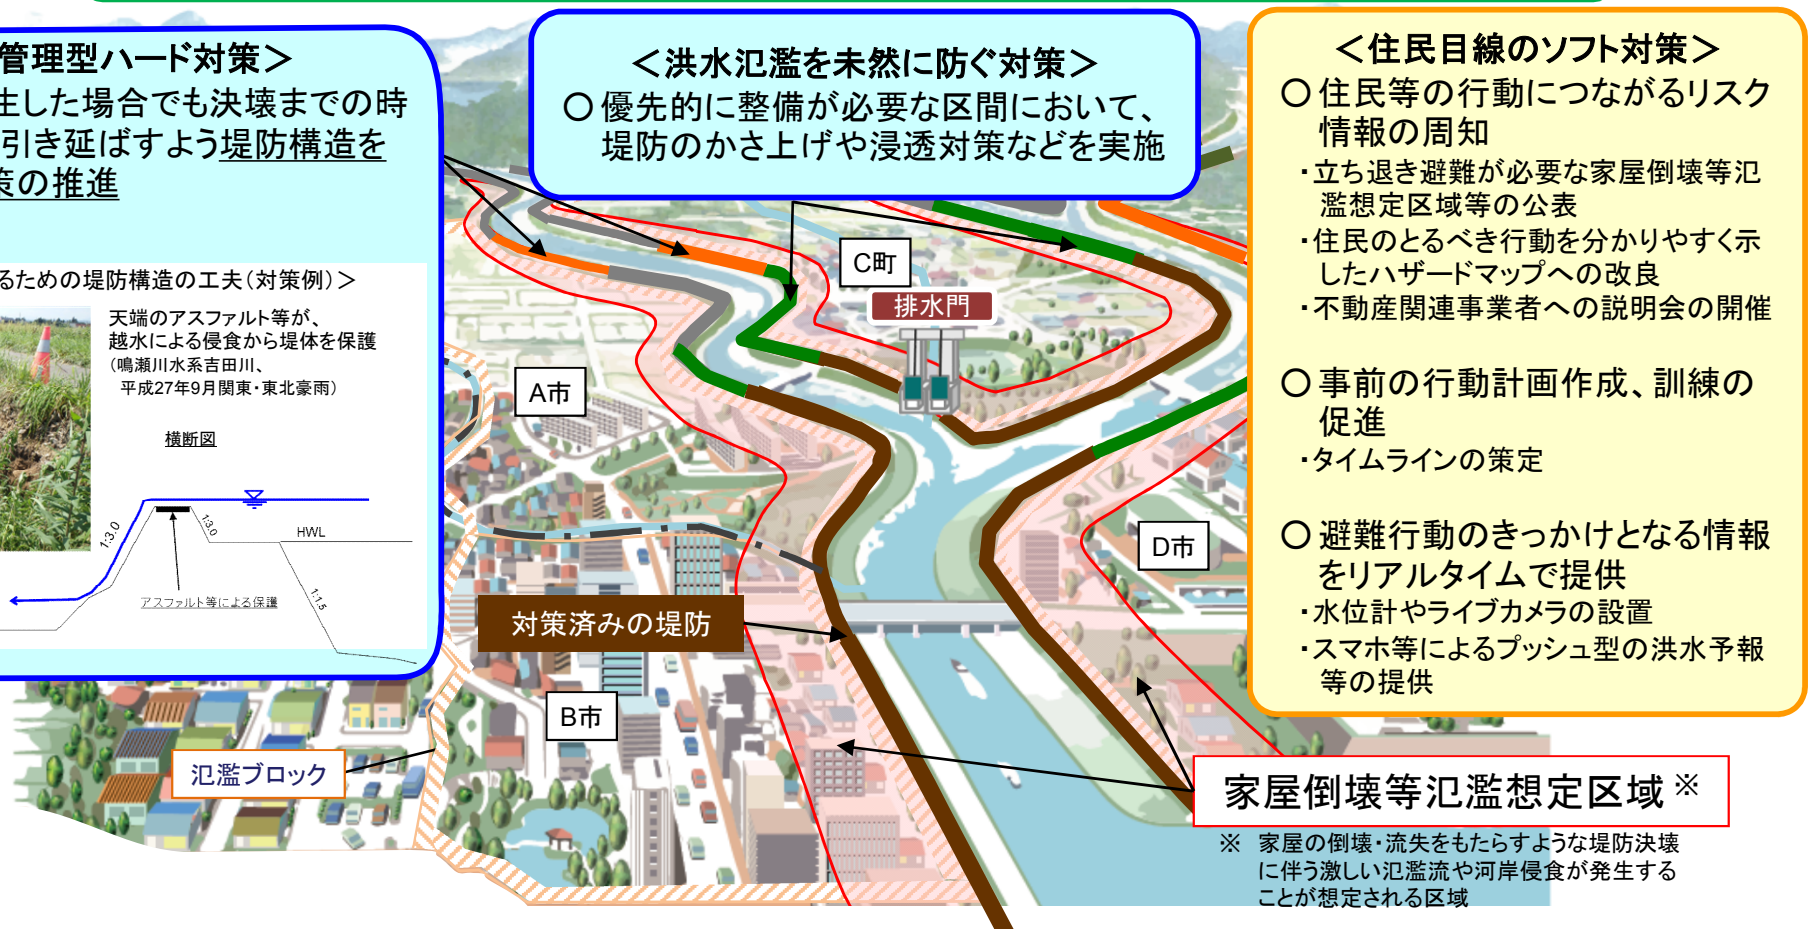 管理型ハード対策＞
生した場合でも決壊までの時
引き延ばすよう堤防構造を
策の推進
るための堤防構造の工夫(対策例)＞
天端のアスファルト等が、
越水による侵食から堤体を保護
(鳴瀬川水系吉田川、
平成27年9月関東・東北豪雨)
横断図
1:3.0
1:3.0
HWL
1:1.5
アスファルト等による保護
＜洪水氾濫を未然に防ぐ対策＞
○優先的に整備が必要な区間において、
堤防のかさ上げや浸透対策などを実施
＜住民目線のソフト対策＞
○住民等の行動につながるリスク
情報の周知
・立ち退き避難が必要な家屋倒壊等氾
濫想定区域等の公表
・住民のとるべき行動を分かりやすく示
したハザードマップへの改良
・不動産関連事業者への説明会の開催
○事前の行動計画作成、訓練の
促進
・タイムラインの策定
○避難行動のきっかけとなる情報
をリアルタイムで提供
・水位計やライブカメラの設置
・スマホ等によるプッシュ型の洪水予報
等の提供
C町
排水門
A市
D市
対策済みの堤防
B市
氾濫ブロック
家屋倒壊等氾濫想定区域※
※ 家屋の倒壊・流失をもたらすような堤防決壊
に伴う激しい氾濫流や河岸侵食が発生する
ことが想定される区域